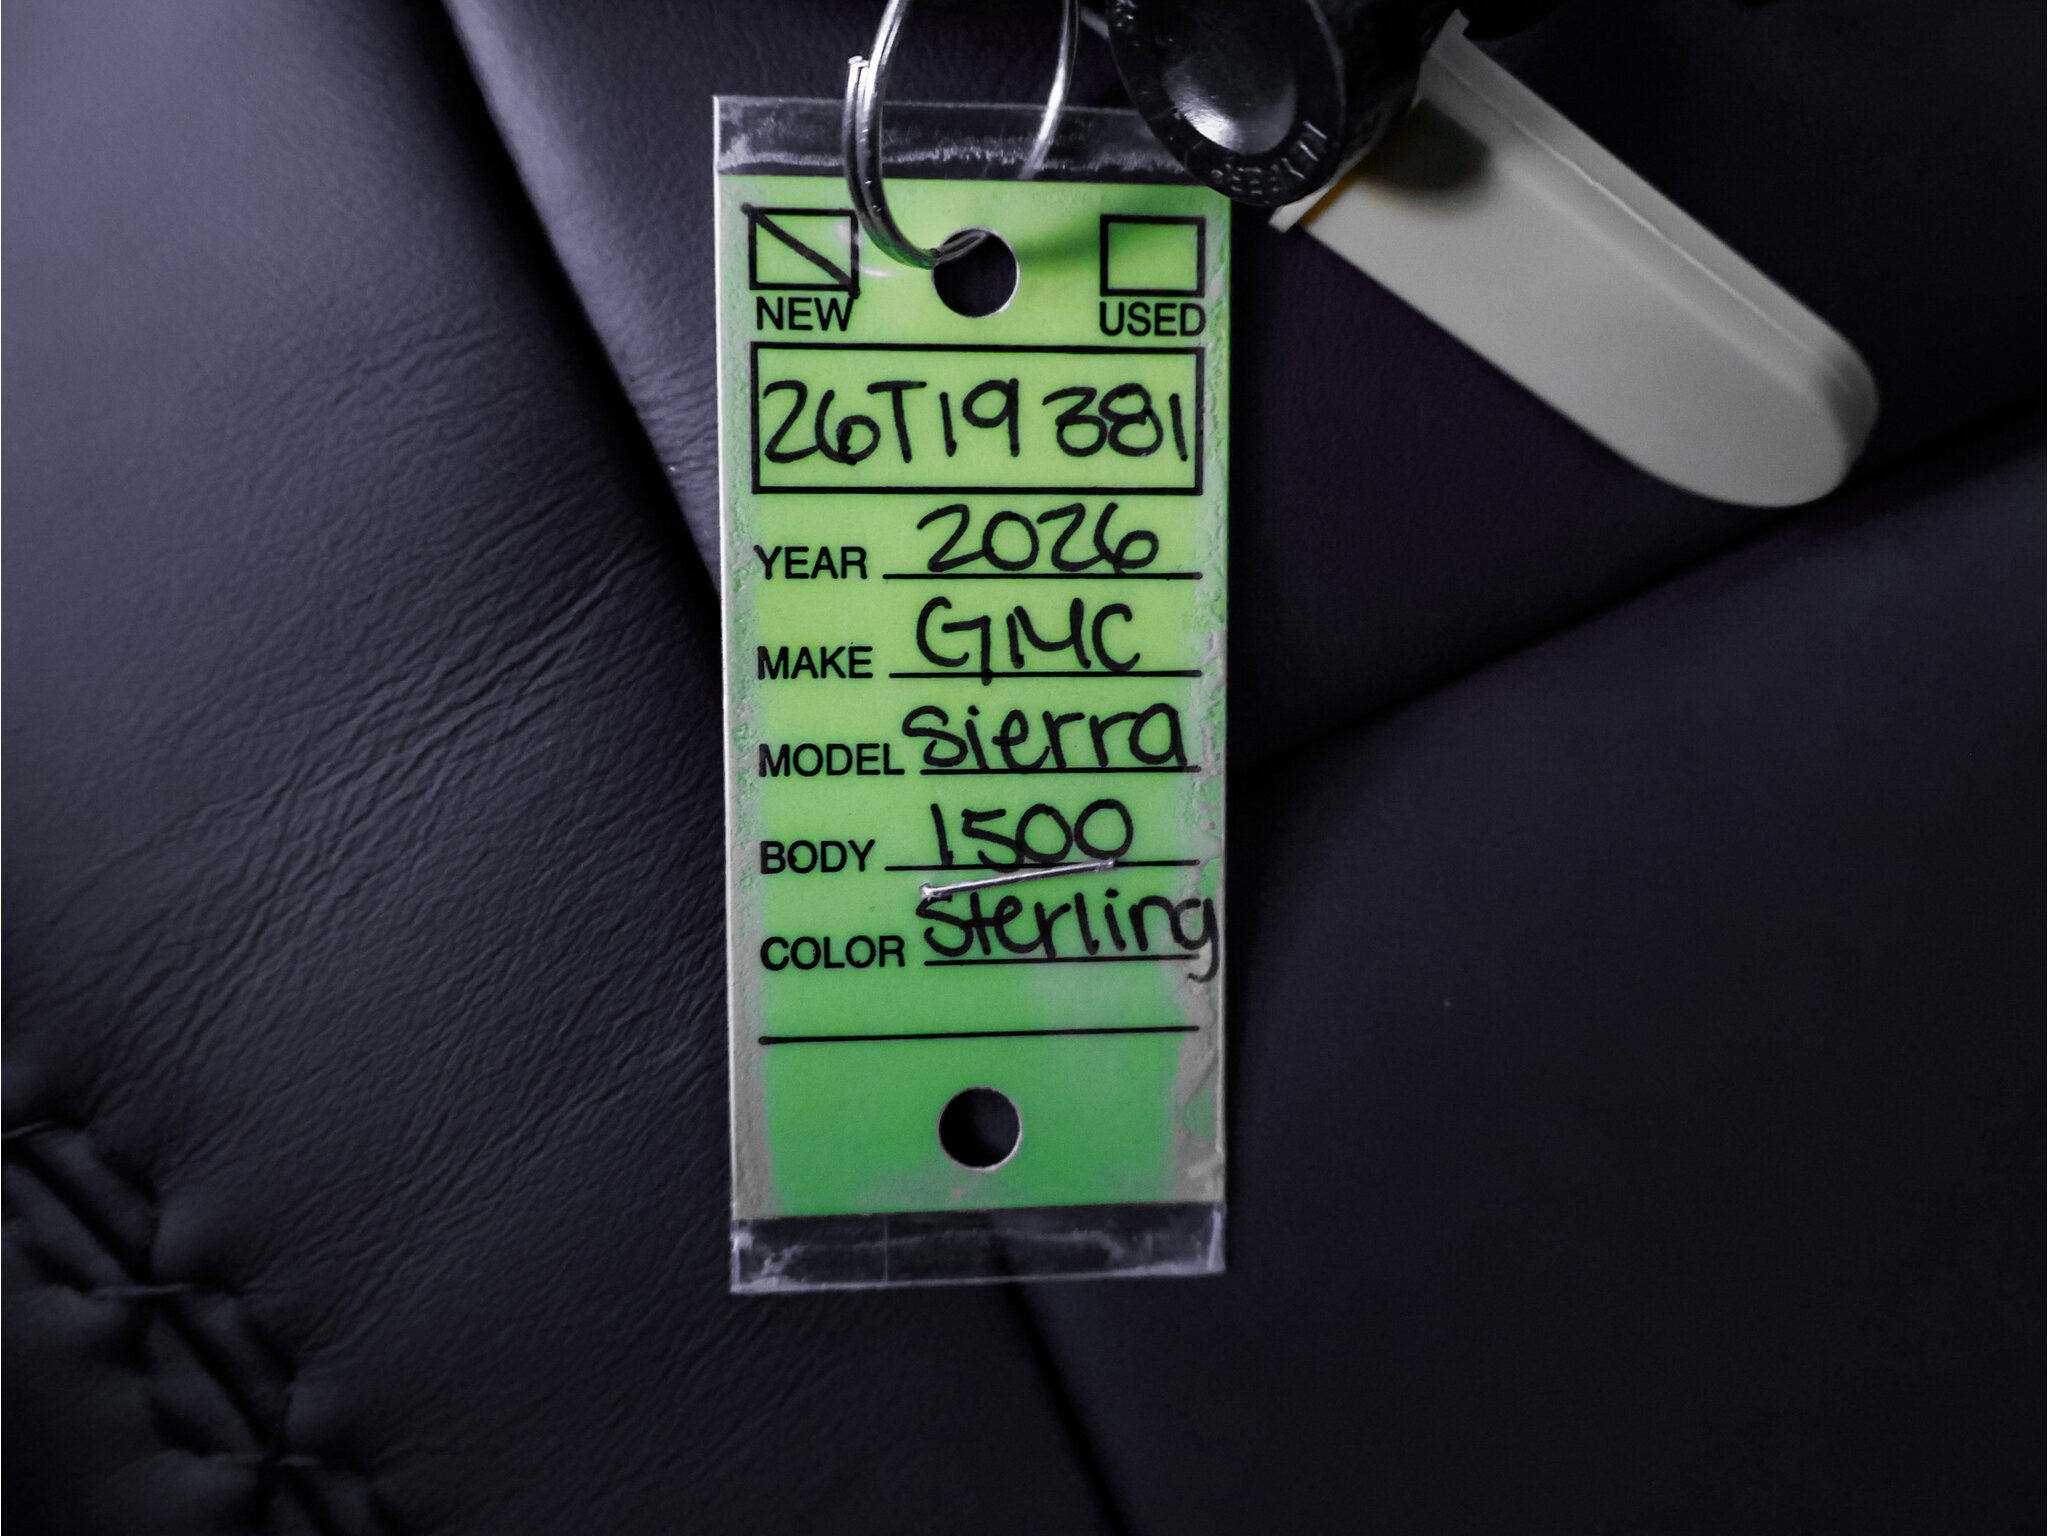 NEW USED
26T19381
YEAR 2026
MAKE GMC
MODEL Sierra
BODY 1500
COLOR Sterling